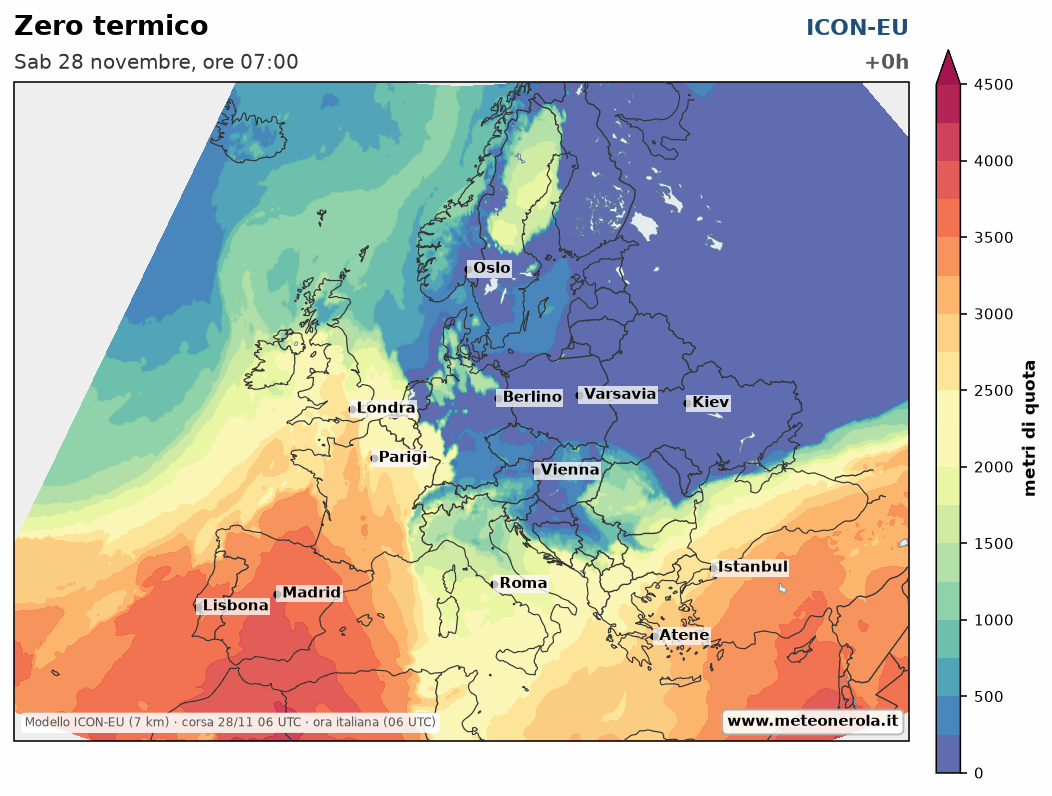 Zero termico
ICON-EU
Sab 28 novembre, ore 07:00
+0h
4500
4000
3500
3000
2500
2000
1500
1000
500
0
metri di quota
Oslo
Berlino
Varsavia
Kiev
Londra
Parigi
Vienna
Istanbul
Roma
Madrid
Lisbona
Atene
Modello ICON-EU (7 km) · corsa 28/11 06 UTC · ora italiana (06 UTC)
www.meteonerola.it